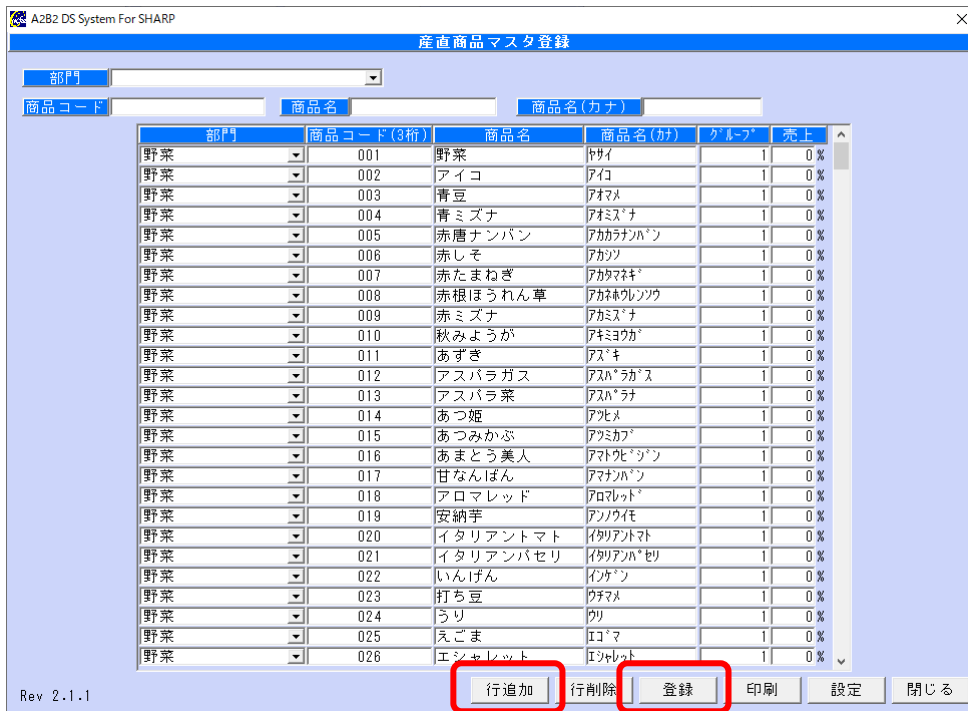 A2B2 DS System For SHARP
産直商品マスタ登録
部門
商品コード 商品名 商品名(カナ)
部門 商品コード(3桁) 商品名 商品名(ｶﾅ) ｸﾞﾙｰﾌﾟ 売上
野菜 001 野菜 ﾔｻｲ 1 0 %
野菜 002 アイコ ｱｲｺ 1 0 %
野菜 003 青豆 ｱｵﾏﾒ 1 0 %
野菜 004 青ミズナ ｱｵﾐｽﾞﾅ 1 0 %
野菜 005 赤唐ナンバン ｱｶｶﾗﾅﾝﾊﾞﾝ 1 0 %
野菜 006 赤しそ ｱｶｼｿ 1 0 %
野菜 007 赤たまねぎ ｱｶﾀﾏﾈｷﾞ 1 0 %
野菜 008 赤根ほうれん草 ｱｶﾈﾎｳﾚﾝｿｳ 1 0 %
野菜 009 赤ミズナ ｱｶﾐｽﾞﾅ 1 0 %
野菜 010 秋みようが ｱｷﾐﾖｳｶﾞ 1 0 %
野菜 011 あずき ｱｽﾞｷ 1 0 %
野菜 012 アスパラガス ｱｽﾊﾟﾗｶﾞｽ 1 0 %
野菜 013 アスパラ菜 ｱｽﾊﾟﾗﾅ 1 0 %
野菜 014 あつ姫 ｱﾂﾋﾒ 1 0 %
野菜 015 あつみかぶ ｱﾂﾐｶﾌﾞ 1 0 %
野菜 016 あまとう美人 ｱﾏﾄｳﾋﾞｼﾞﾝ 1 0 %
野菜 017 甘なんばん ｱﾏﾅﾝﾊﾞﾝ 1 0 %
野菜 018 アロマレッド ｱﾛﾏﾚｯﾄﾞ 1 0 %
野菜 019 安納芋 ｱﾝﾉｳｲﾓ 1 0 %
野菜 020 イタリアントマト ｲﾀﾘｱﾝﾄﾏﾄ 1 0 %
野菜 021 イタリアンパセリ ｲﾀﾘｱﾝﾊﾟｾﾘ 1 0 %
野菜 022 いんげん ｲﾝｹﾞﾝ 1 0 %
野菜 023 打ち豆 ｳﾁﾏﾒ 1 0 %
野菜 024 うり ｳﾘ 1 0 %
野菜 025 えごま ｴｺﾞﾏ 1 0 %
野菜 026 エシャレット ｴｼｬﾚｯﾄ 1 0 %
Rev 2.1.1 行追加 行削除 登録 印刷 設定 閉じる